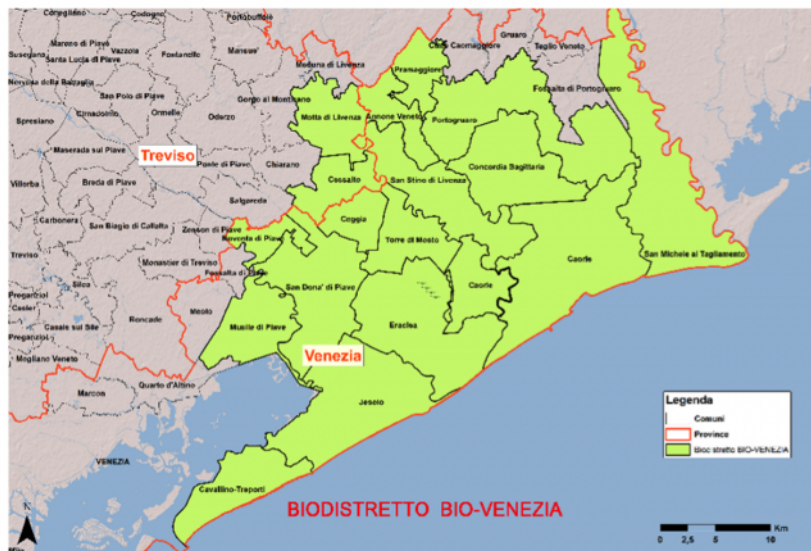 Conegliano
Codogne
Portobuffole
Gruaro
Mareno di Piave
Vazzola
Fontanelle
Mansue'
Cinto Caomaggiore
Teglio Veneto
Susegana
Santa Lucia di Piave
Meduna di Livenza
Pramaggiore
Nervesa della Battaglia
San Polo di Piave
Gorgo al Monticano
Fossalta di Portogruaro
Spresiano
Cimadolmo
Ormelle
Oderzo
Motta di Livenza
Annone Veneto
Portogruaro
Maserada sul Piave
Treviso
Ponte di Piave
Chiarano
Concordia Sagittaria
Villorba
Breda di Piave
Cessalto
San Stino di Livenza
Salgareda
Carbonera
San Biagio di Callalta
Zenson di Piave
Ceggia
Noventa di Piave
Torre di Mosto
Treviso
Monastier di Treviso
Fossalta di Piave
Caorle
San Michele al Tagliamento
Preganziol
Silea
San Dona' di Piave
Caorle
Casier
Roncade
Meolo
Musile di Piave
Eraclea
Casale sul Sile
Preganziol
Mogliano Veneto
Venezia
Marcon
Quarto d'Altino
Jesolo
Legenda
Comuni
Province
Biodistretto BIO-VENEZIA
VENEZIA
Cavallino-Treporti
BIODISTRETTO BIO-VENEZIA
N
Km
0 2,5 5 10